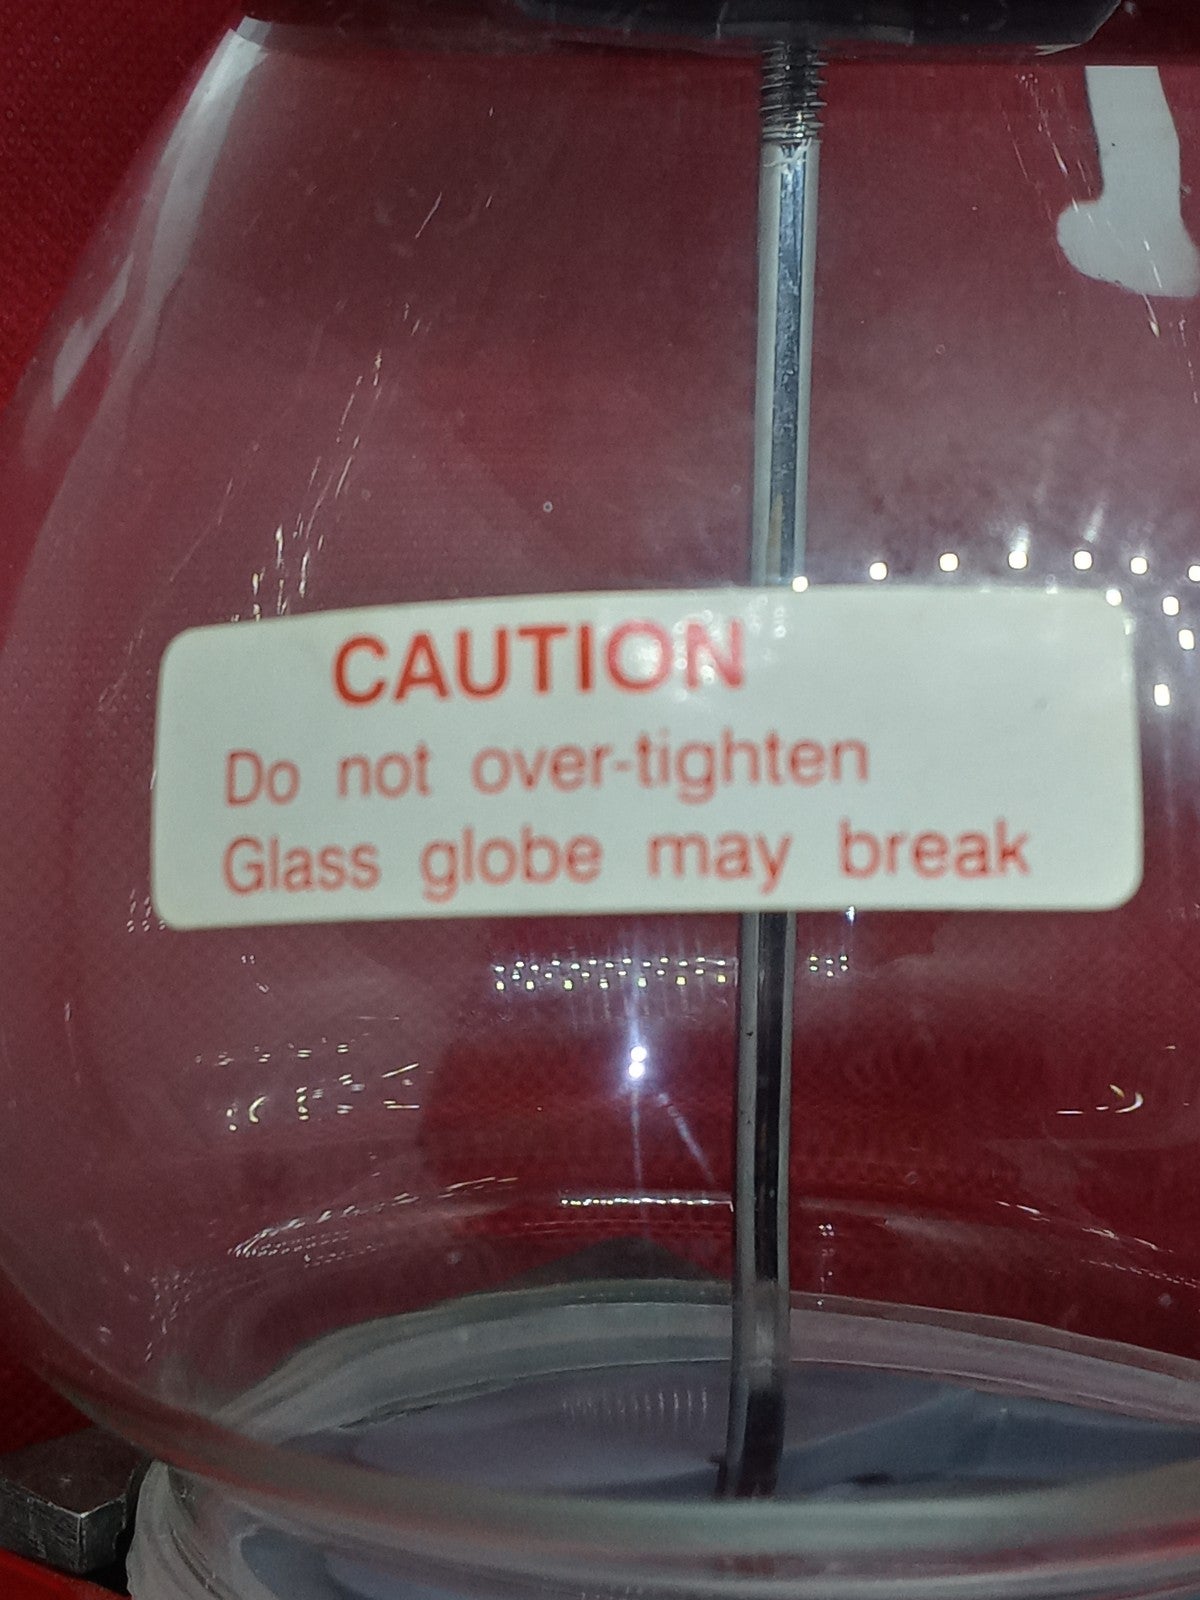 CAUTION
Do not over-tighten
Glass globe may break